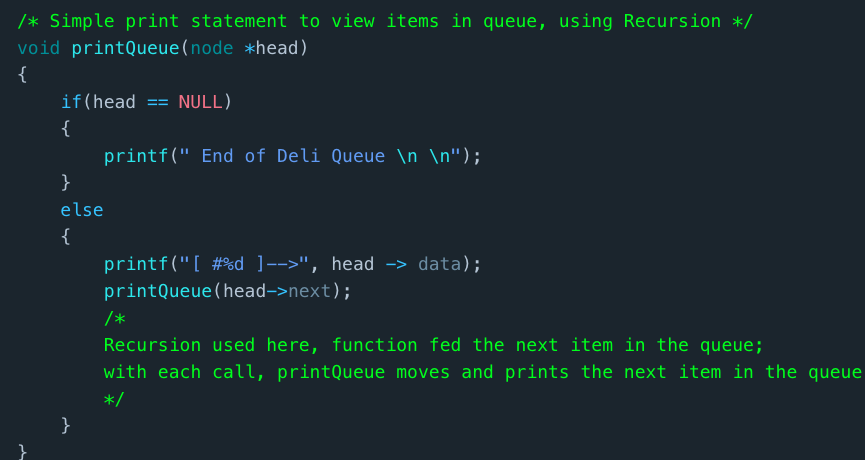 /* Simple print statement to view items in queue, using Recursion */
void printQueue(node *head)
{
    if(head == NULL)
    {
        printf(" End of Deli Queue \n \n");
    }
    else
    {
        printf("[ #%d ]-->", head -> data);
        printQueue(head->next);
        /*
        Recursion used here, function fed the next item in the queue;
        with each call, printQueue moves and prints the next item in the queue
        */
    }
}